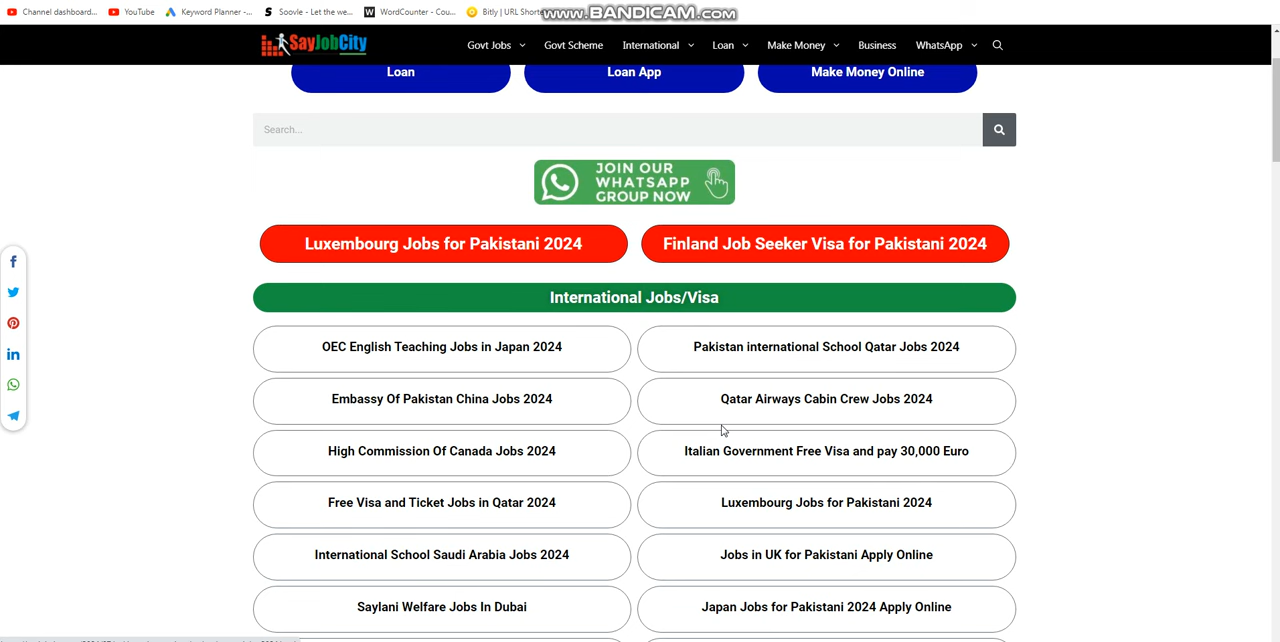 Channel dashboard... YouTube Keyword Planner -... Soovle - Let the we... WordCounter - Cou... Bitly | URL Shorte
www.BANDICAM.com
SayJobCity Govt Jobs Govt Scheme International Loan Make Money Business WhatsApp
Loan Loan App Make Money Online
Search...
JOIN OUR
WHATSAPP
GROUP NOW
Luxembourg Jobs for Pakistani 2024 Finland Job Seeker Visa for Pakistani 2024
International Jobs/Visa
OEC English Teaching Jobs in Japan 2024 Pakistan international School Qatar Jobs 2024
Embassy Of Pakistan China Jobs 2024 Qatar Airways Cabin Crew Jobs 2024
High Commission Of Canada Jobs 2024 Italian Government Free Visa and pay 30,000 Euro
Free Visa and Ticket Jobs in Qatar 2024 Luxembourg Jobs for Pakistani 2024
International School Saudi Arabia Jobs 2024 Jobs in UK for Pakistani Apply Online
Saylani Welfare Jobs In Dubai Japan Jobs for Pakistani 2024 Apply Online